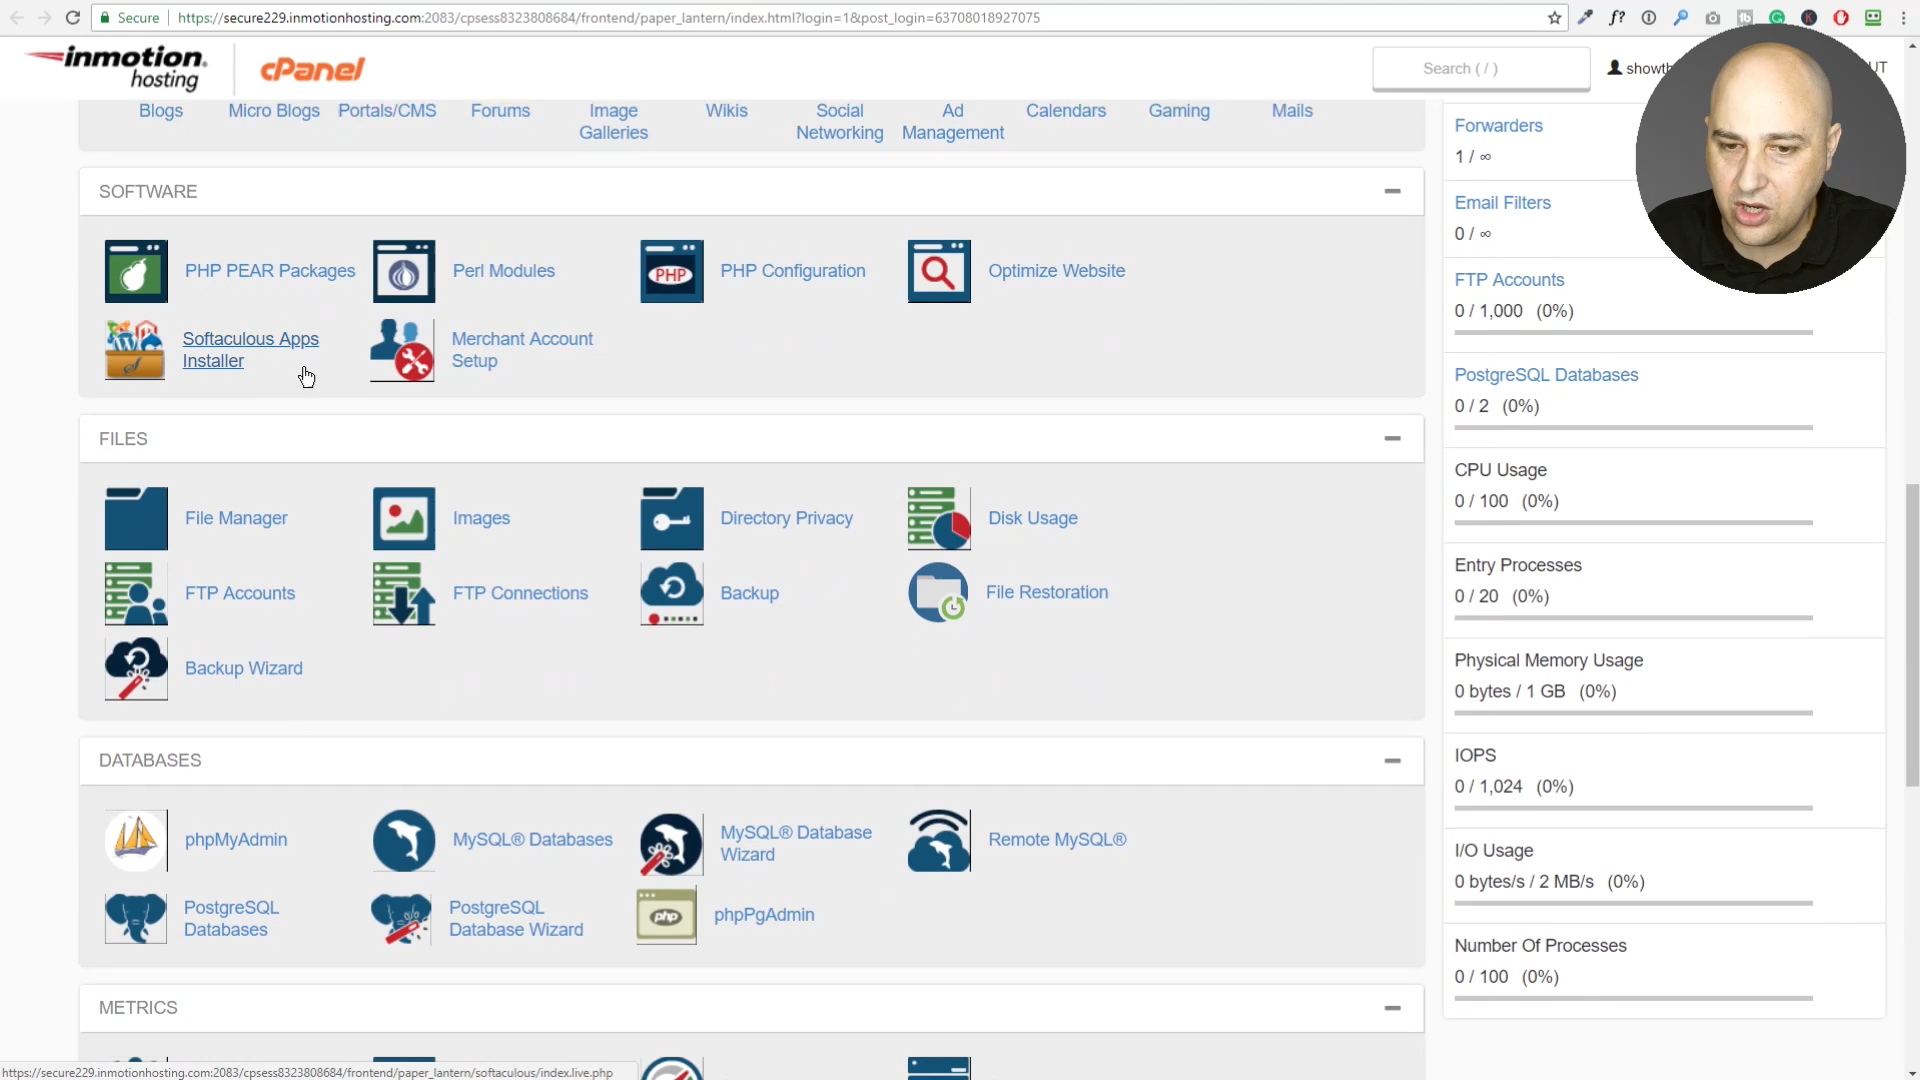 Secure
https://secure229.inmotionhosting.com:2083/cpsess8323808684/frontend/paper_lantern/index.html?login=1&post_login=63708018927075
inmotion
hosting
cPanel
Search ( / )
UT
Blogs
Micro Blogs
Portals/CMS
Forums
Image
Galleries
Wikis
Social
Networking
Ad
Management
Calendars
Gaming
Mails
SOFTWARE
PHP PEAR Packages
Perl Modules
PHP
PHP Configuration
Optimize Website
Softaculous Apps
Installer
Merchant Account
Setup
FILES
File Manager
Images
Directory Privacy
Disk Usage
FTP Accounts
FTP Connections
Backup
File Restoration
Backup Wizard
DATABASES
phpMyAdmin
MySQL® Databases
MySQL® Database
Wizard
Remote MySQL®
PostgreSQL
Databases
PostgreSQL
Database Wizard
php
phpPgAdmin
METRICS
Forwarders
1 / ∞
Email Filters
0 / ∞
FTP Accounts
0 / 1,000 (0%)
PostgreSQL Databases
0 / 2 (0%)
CPU Usage
0 / 100 (0%)
Entry Processes
0 / 20 (0%)
Physical Memory Usage
0 bytes / 1 GB (0%)
IOPS
0 / 1,024 (0%)
I/O Usage
0 bytes/s / 2 MB/s (0%)
Number Of Processes
0 / 100 (0%)
https://secure229.inmotionhosting.com:2083/cpsess8323808684/frontend/paper_lantern/softaculous/index.live.php